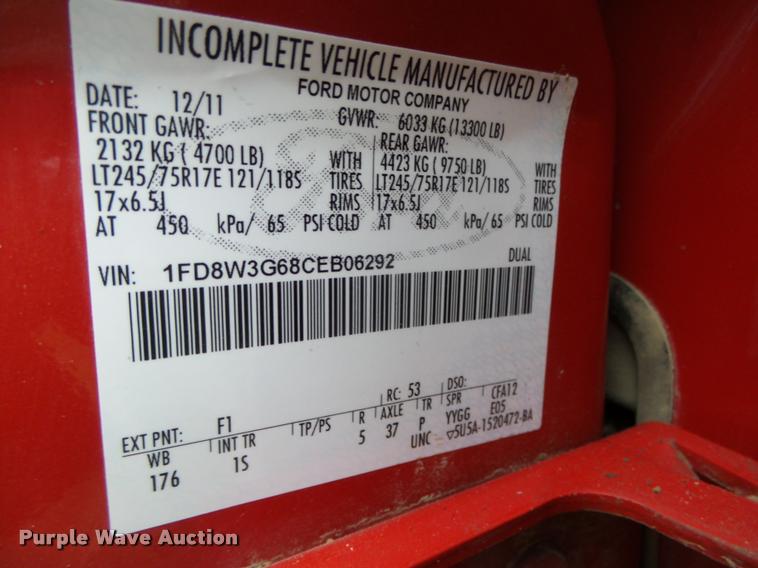 INCOMPLETE VEHICLE MANUFACTURED BY
FORD MOTOR COMPANY
DATE: 12/11 GVWR: 6033 KG (13300 LB)
FRONT GAWR: REAR GAWR:
2132 KG ( 4700 LB) WITH 4423 KG ( 9750 LB) WITH
LT245/75R17E 121/118S TIRES LT245/75R17E 121/118S TIRES
17x6.5J RIMS 17x6.5J RIMS
AT 450 kPa/ 65 PSI COLD AT 450 kPa/ 65 PSI COLD
VIN: 1FD8W3G68CEB06292 DUAL
RC: 53 DSO:
EXT PNT: F1 TP/PS R AXLE TR SPR CFA12
WB INT TR 5 37 P YYGG E05
176 1S UNC ▽5U5A-1520472-BA
Purple Wave Auction